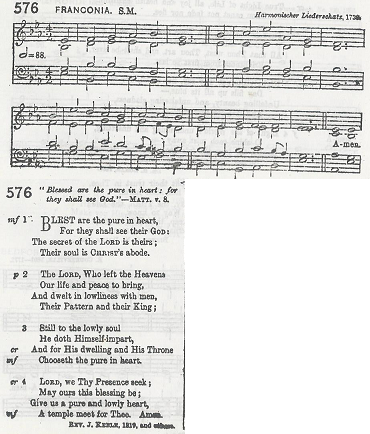 576 FRANCONIA. S.M. Harmonischer Liederschatz, 1738.
𝅗𝅥=88.
A-men.
576 "Blessed are the pure in heart: for
they shall see God."—MATT. v. 8.
mf 1 BLEST are the pure in heart,
For they shall see their GOD:
The secret of the LORD is theirs;
Their soul is CHRIST'S abode.
p 2 The LORD, Who left the Heavens
Our life and peace to bring,
And dwelt in lowliness with men,
Their Pattern and their King;
3 Still to the lowly soul
He doth Himself impart,
cr And for His dwelling and His Throne
mf Chooseth the pure in heart.
cr 4 LORD, we Thy Presence seek;
May ours this blessing be;
Give us a pure and lowly heart,
mf A temple meet for Thee. Amen.
REV. J. KEBLE, 1819, and others.